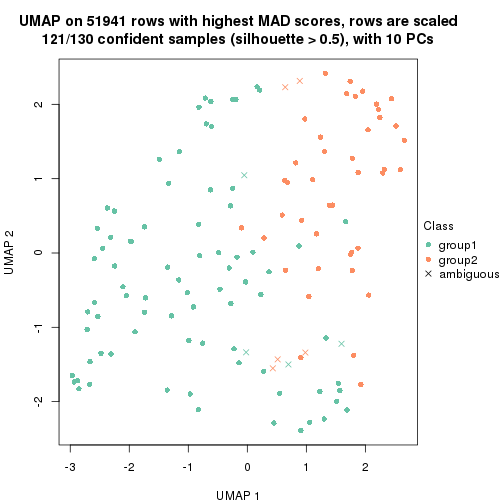 UMAP on 51941 rows with highest MAD scores, rows are scaled
121/130 confident samples (silhouette > 0.5), with 10 PCs
2
1
0
-1
-2
UMAP 2
-3
-2
-1
0
1
2
UMAP 1
Class
group1
group2
ambiguous